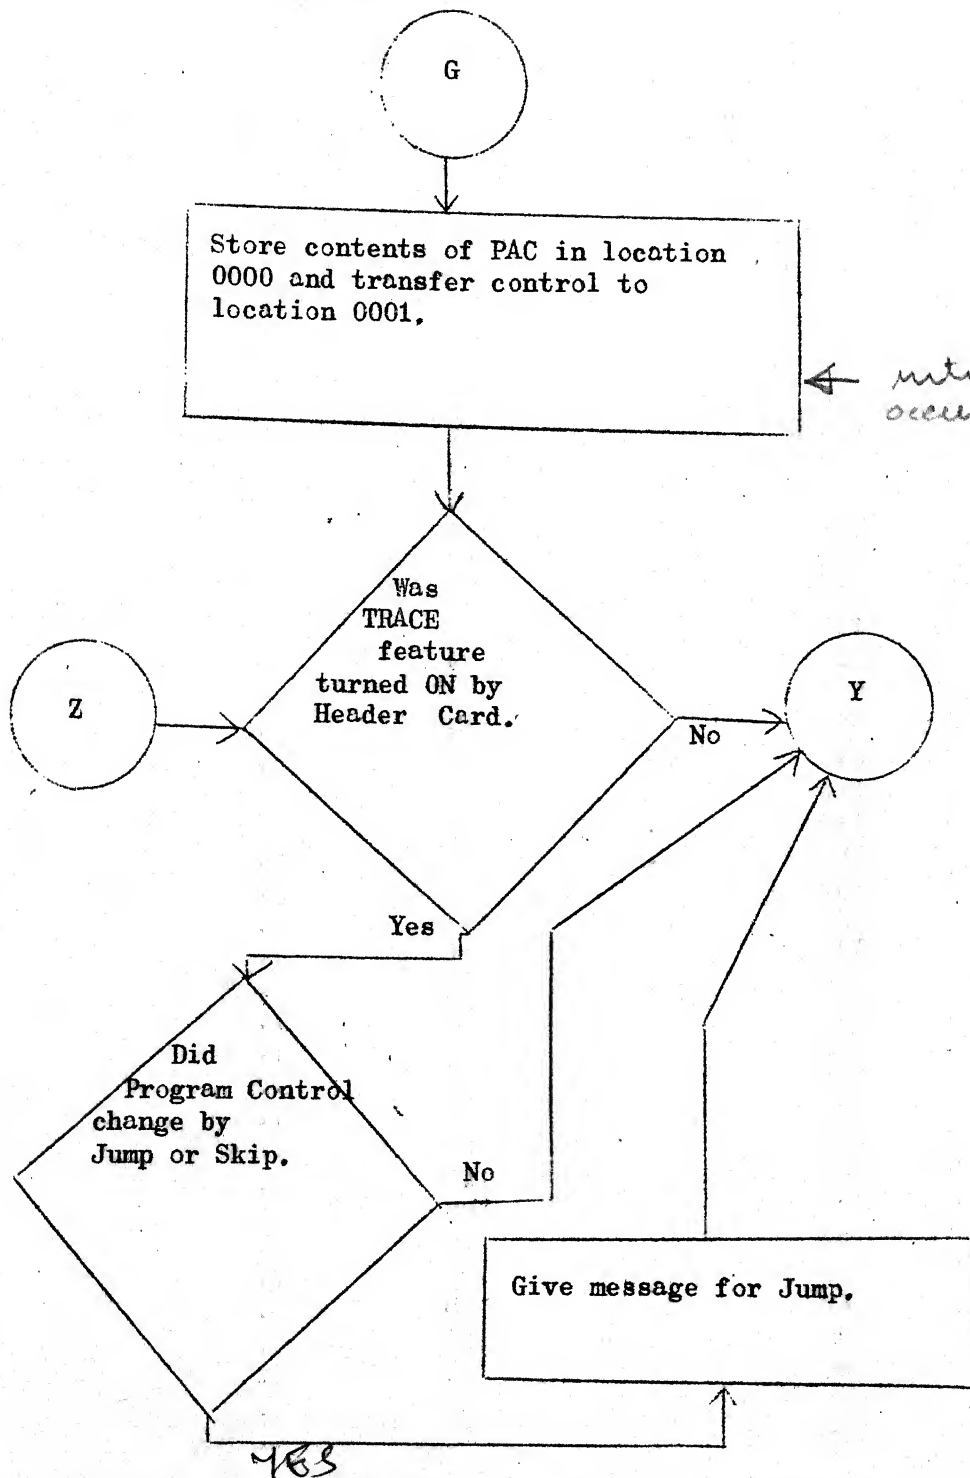 G
Store contents of PAC in location
0000 and transfer control to
location 0001.
Was
TRACE
feature
turned ON by
Header Card.
Z
Y
No
Yes
Did
Program Control
change by
Jump or Skip.
No
Give message for Jump.
YES